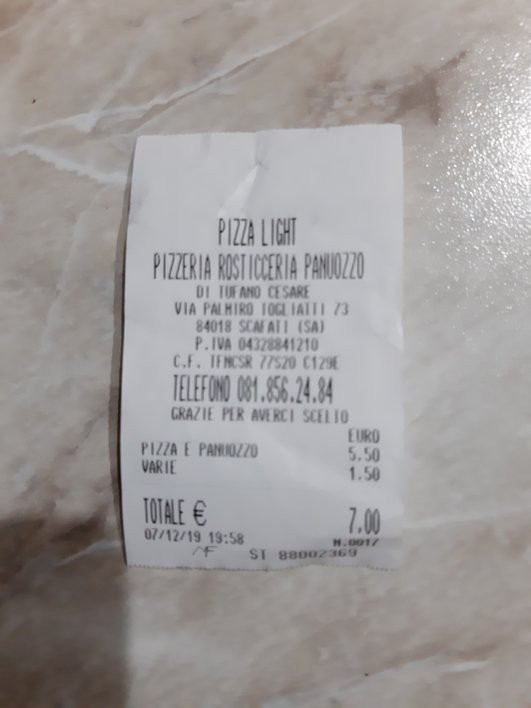 PIZZA LIGHT
PIZZERIA ROSTICCERIA PANUOZZO
DI TUFANO CESARE
VIA PALMIRO TOGLIATTI 73
84018 SCAFATI (SA)
P.IVA 04328841210
C.F. TFNCSR 77S20 C129E
TELEFONO 081.856.24.84
GRAZIE PER AVERCI SCELTO
EURO
PIZZA E PANUOZZO 5.50
VARIE 1.50
TOTALE € 7,00
07/12/19 19:58 N.0017
MF ST 88002369